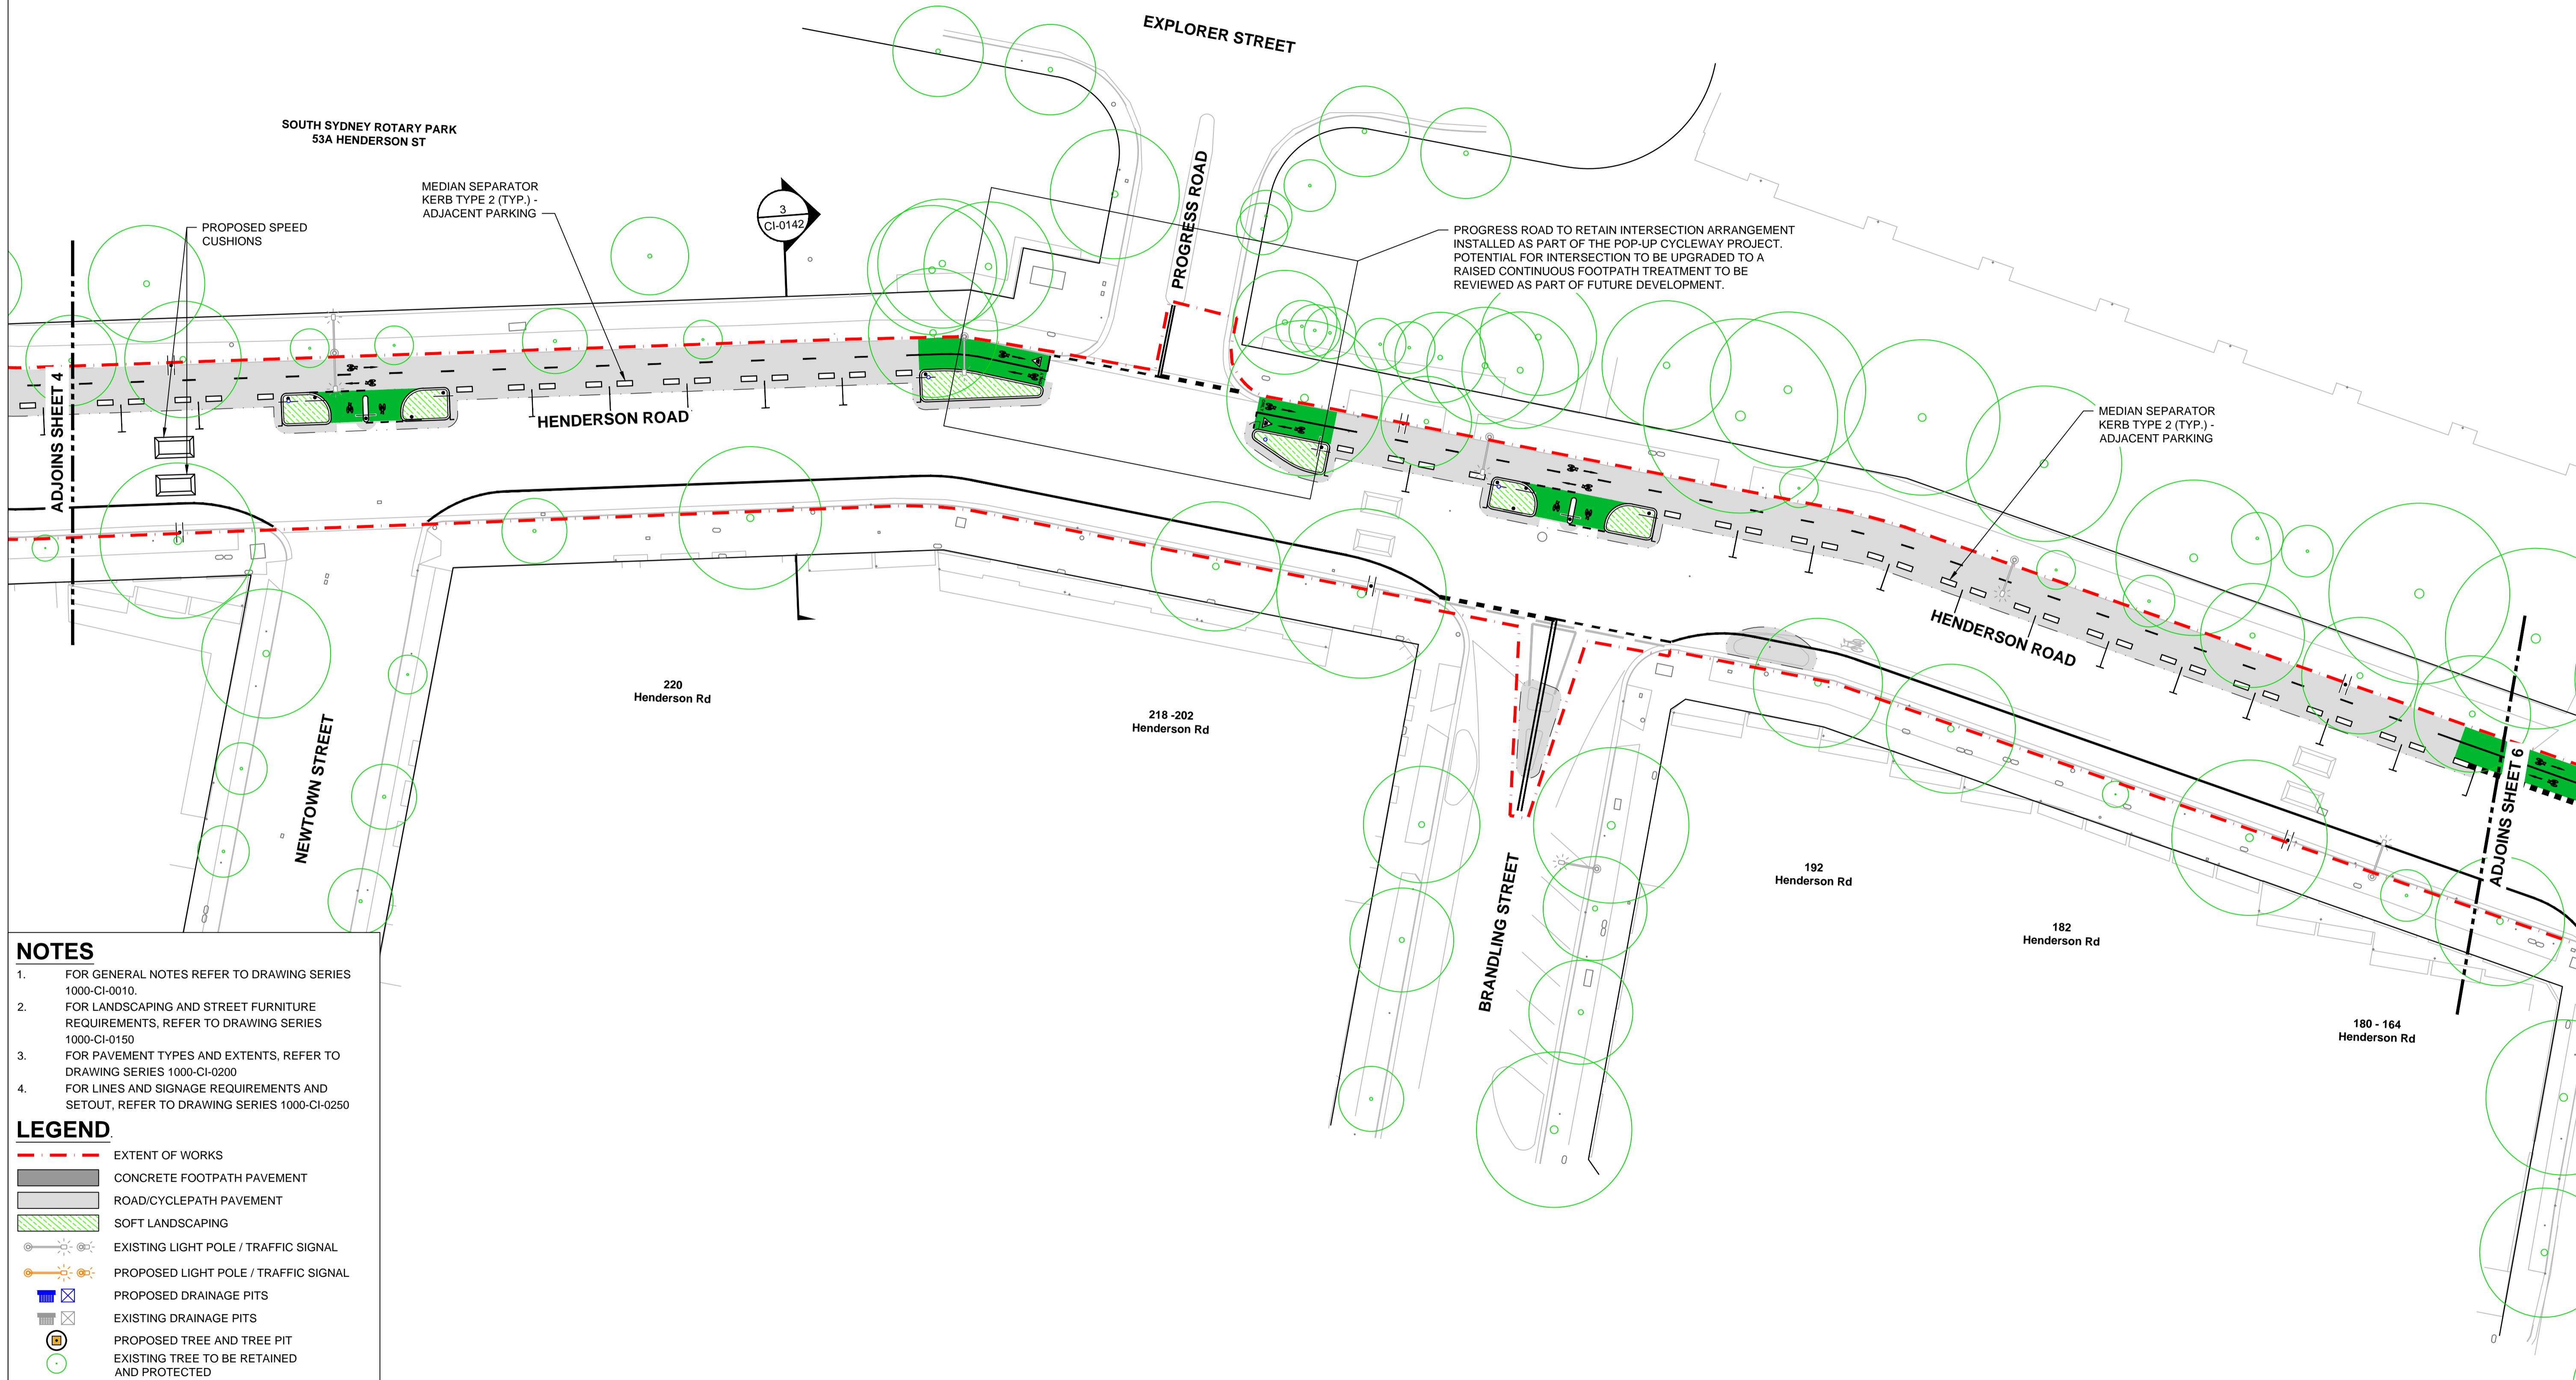 EXPLORER STREET
SOUTH SYDNEY ROTARY PARK
53A HENDERSON ST
MEDIAN SEPARATOR
KERB TYPE 2 (TYP.) -
ADJACENT PARKING
PROPOSED SPEED
CUSHIONS
3
CI-0142
PROGRESS ROAD
PROGRESS ROAD TO RETAIN INTERSECTION ARRANGEMENT
INSTALLED AS PART OF THE POP-UP CYCLEWAY PROJECT.
POTENTIAL FOR INTERSECTION TO BE UPGRADED TO A
RAISED CONTINUOUS FOOTPATH TREATMENT TO BE
REVIEWED AS PART OF FUTURE DEVELOPMENT.
ADJOINS SHEET 4
HENDERSON ROAD
MEDIAN SEPARATOR
KERB TYPE 2 (TYP.) -
ADJACENT PARKING
HENDERSON ROAD
220
Henderson Rd
218 -202
Henderson Rd
NEWTOWN STREET
BRANDLING STREET
192
Henderson Rd
182
Henderson Rd
ADJOINS SHEET 6
180 - 164
Henderson Rd
NOTES
1. FOR GENERAL NOTES REFER TO DRAWING SERIES
1000-CI-0010.
2. FOR LANDSCAPING AND STREET FURNITURE
REQUIREMENTS, REFER TO DRAWING SERIES
1000-CI-0150
3. FOR PAVEMENT TYPES AND EXTENTS, REFER TO
DRAWING SERIES 1000-CI-0200
4. FOR LINES AND SIGNAGE REQUIREMENTS AND
SETOUT, REFER TO DRAWING SERIES 1000-CI-0250
LEGEND.
EXTENT OF WORKS
CONCRETE FOOTPATH PAVEMENT
ROAD/CYCLEPATH PAVEMENT
SOFT LANDSCAPING
EXISTING LIGHT POLE / TRAFFIC SIGNAL
PROPOSED LIGHT POLE / TRAFFIC SIGNAL
PROPOSED DRAINAGE PITS
EXISTING DRAINAGE PITS
PROPOSED TREE AND TREE PIT
EXISTING TREE TO BE RETAINED
AND PROTECTED